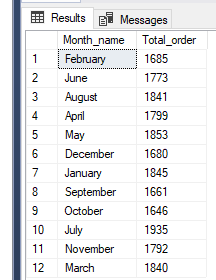 Results Messages
Month_name Total_order
1 February 1685
2 June 1773
3 August 1841
4 April 1799
5 May 1853
6 December 1680
7 January 1845
8 September 1661
9 October 1646
10 July 1935
11 November 1792
12 March 1840